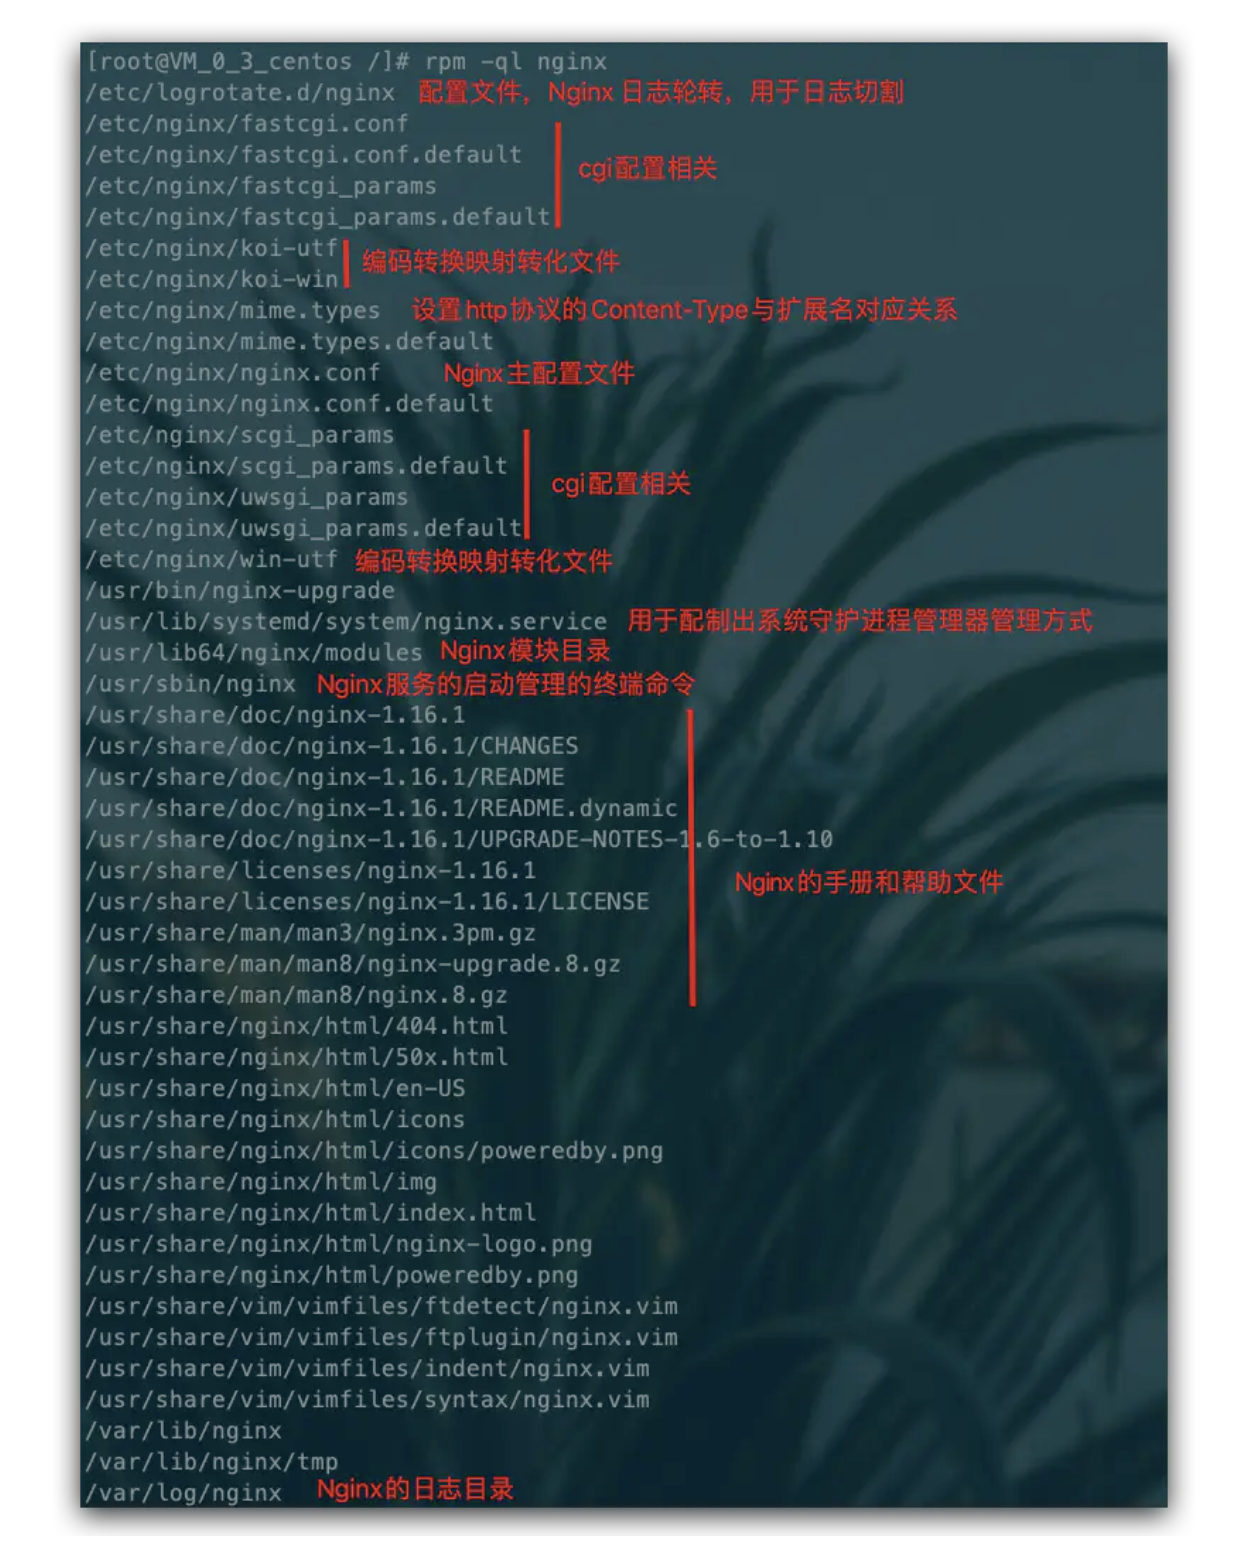 [root@VM_0_3_centos /]# rpm -ql nginx
/etc/logrotate.d/nginx 配置文件，Nginx 日志轮转，用于日志切割
/etc/nginx/fastcgi.conf
/etc/nginx/fastcgi.conf.default
cgi配置相关
/etc/nginx/fastcgi_params
/etc/nginx/fastcgi_params.default
/etc/nginx/koi-utf
编码转换映射转化文件
/etc/nginx/koi-win
/etc/nginx/mime.types 设置http协议的Content-Type与扩展名对应关系
/etc/nginx/mime.types.default
/etc/nginx/nginx.conf Nginx主配置文件
/etc/nginx/nginx.conf.default
/etc/nginx/scgi_params
/etc/nginx/scgi_params.default
cgi配置相关
/etc/nginx/uwsgi_params
/etc/nginx/uwsgi_params.default
/etc/nginx/win-utf 编码转换映射转化文件
/usr/bin/nginx-upgrade
/usr/lib/systemd/system/nginx.service 用于配制出系统守护进程管理器管理方式
/usr/lib64/nginx/modules Nginx模块目录
/usr/sbin/nginx Nginx服务的启动管理的终端命令
/usr/share/doc/nginx-1.16.1
/usr/share/doc/nginx-1.16.1/CHANGES
/usr/share/doc/nginx-1.16.1/README
/usr/share/doc/nginx-1.16.1/README.dynamic
/usr/share/doc/nginx-1.16.1/UPGRADE-NOTES-1.6-to-1.10
/usr/share/licenses/nginx-1.16.1
Nginx的手册和帮助文件
/usr/share/licenses/nginx-1.16.1/LICENSE
/usr/share/man/man3/nginx.3pm.gz
/usr/share/man/man8/nginx-upgrade.8.gz
/usr/share/man/man8/nginx.8.gz
/usr/share/nginx/html/404.html
/usr/share/nginx/html/50x.html
/usr/share/nginx/html/en-US
/usr/share/nginx/html/icons
/usr/share/nginx/html/icons/poweredby.png
/usr/share/nginx/html/img
/usr/share/nginx/html/index.html
/usr/share/nginx/html/nginx-logo.png
/usr/share/nginx/html/poweredby.png
/usr/share/vim/vimfiles/ftdetect/nginx.vim
/usr/share/vim/vimfiles/ftplugin/nginx.vim
/usr/share/vim/vimfiles/indent/nginx.vim
/usr/share/vim/vimfiles/syntax/nginx.vim
/var/lib/nginx
/var/lib/nginx/tmp
/var/log/nginx Nginx的日志目录